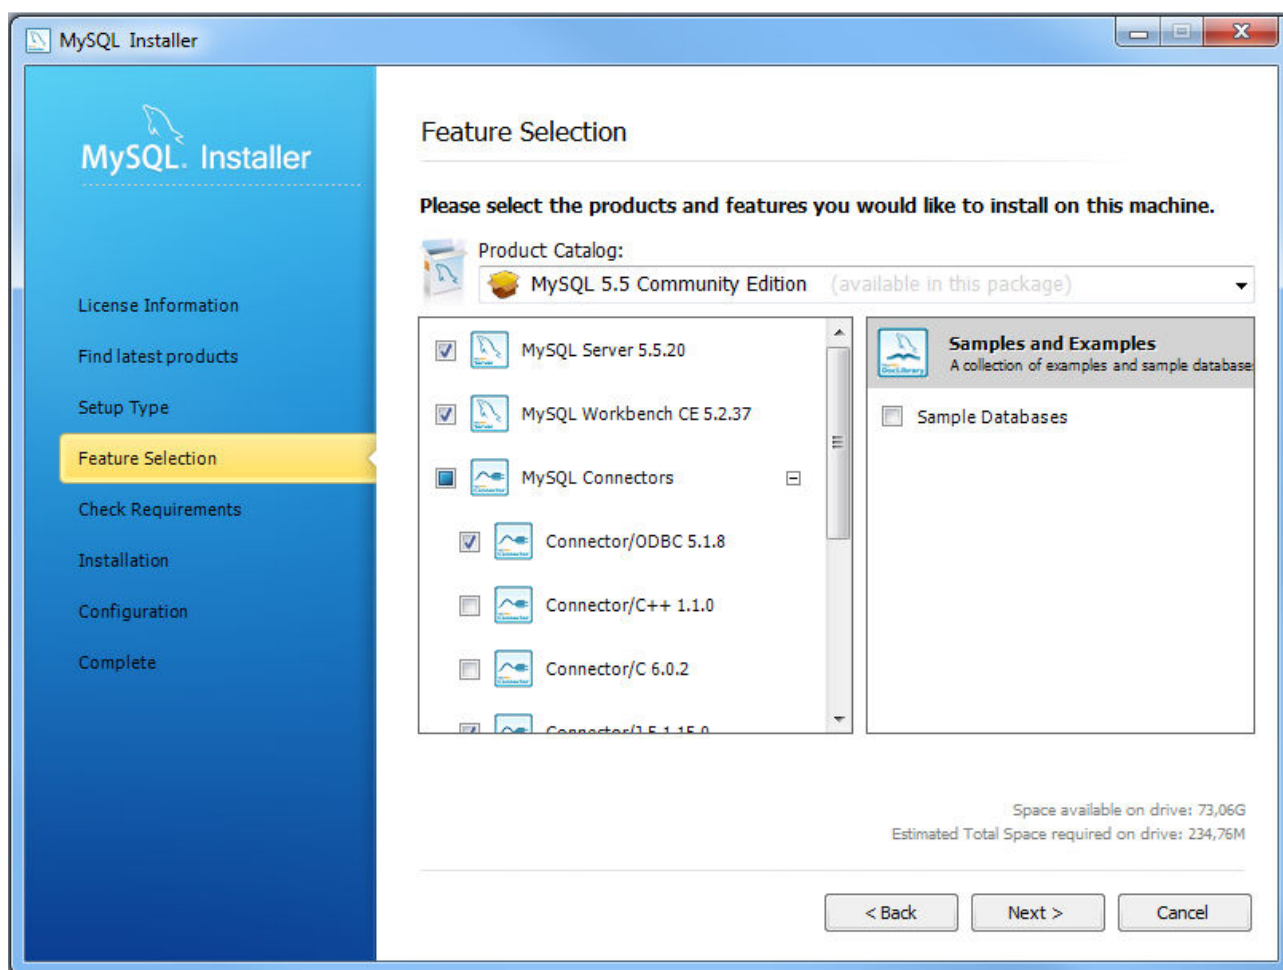 MySQL Installer
MySQL. Installer
License Information
Find latest products
Setup Type
Feature Selection
Check Requirements
Installation
Configuration
Complete
Feature Selection
Please select the products and features you would like to install on this machine.
Product Catalog:
MySQL 5.5 Community Edition (available in this package)
MySQL Server 5.5.20
MySQL Workbench CE 5.2.37
MySQL Connectors
Connector/ODBC 5.1.8
Connector/C++ 1.1.0
Connector/C 6.0.2
Connector/J 5.1.15.0
Samples and Examples
A collection of examples and sample database
Sample Databases
Space available on drive: 73,06G
Estimated Total Space required on drive: 234,76M
< Back
Next >
Cancel